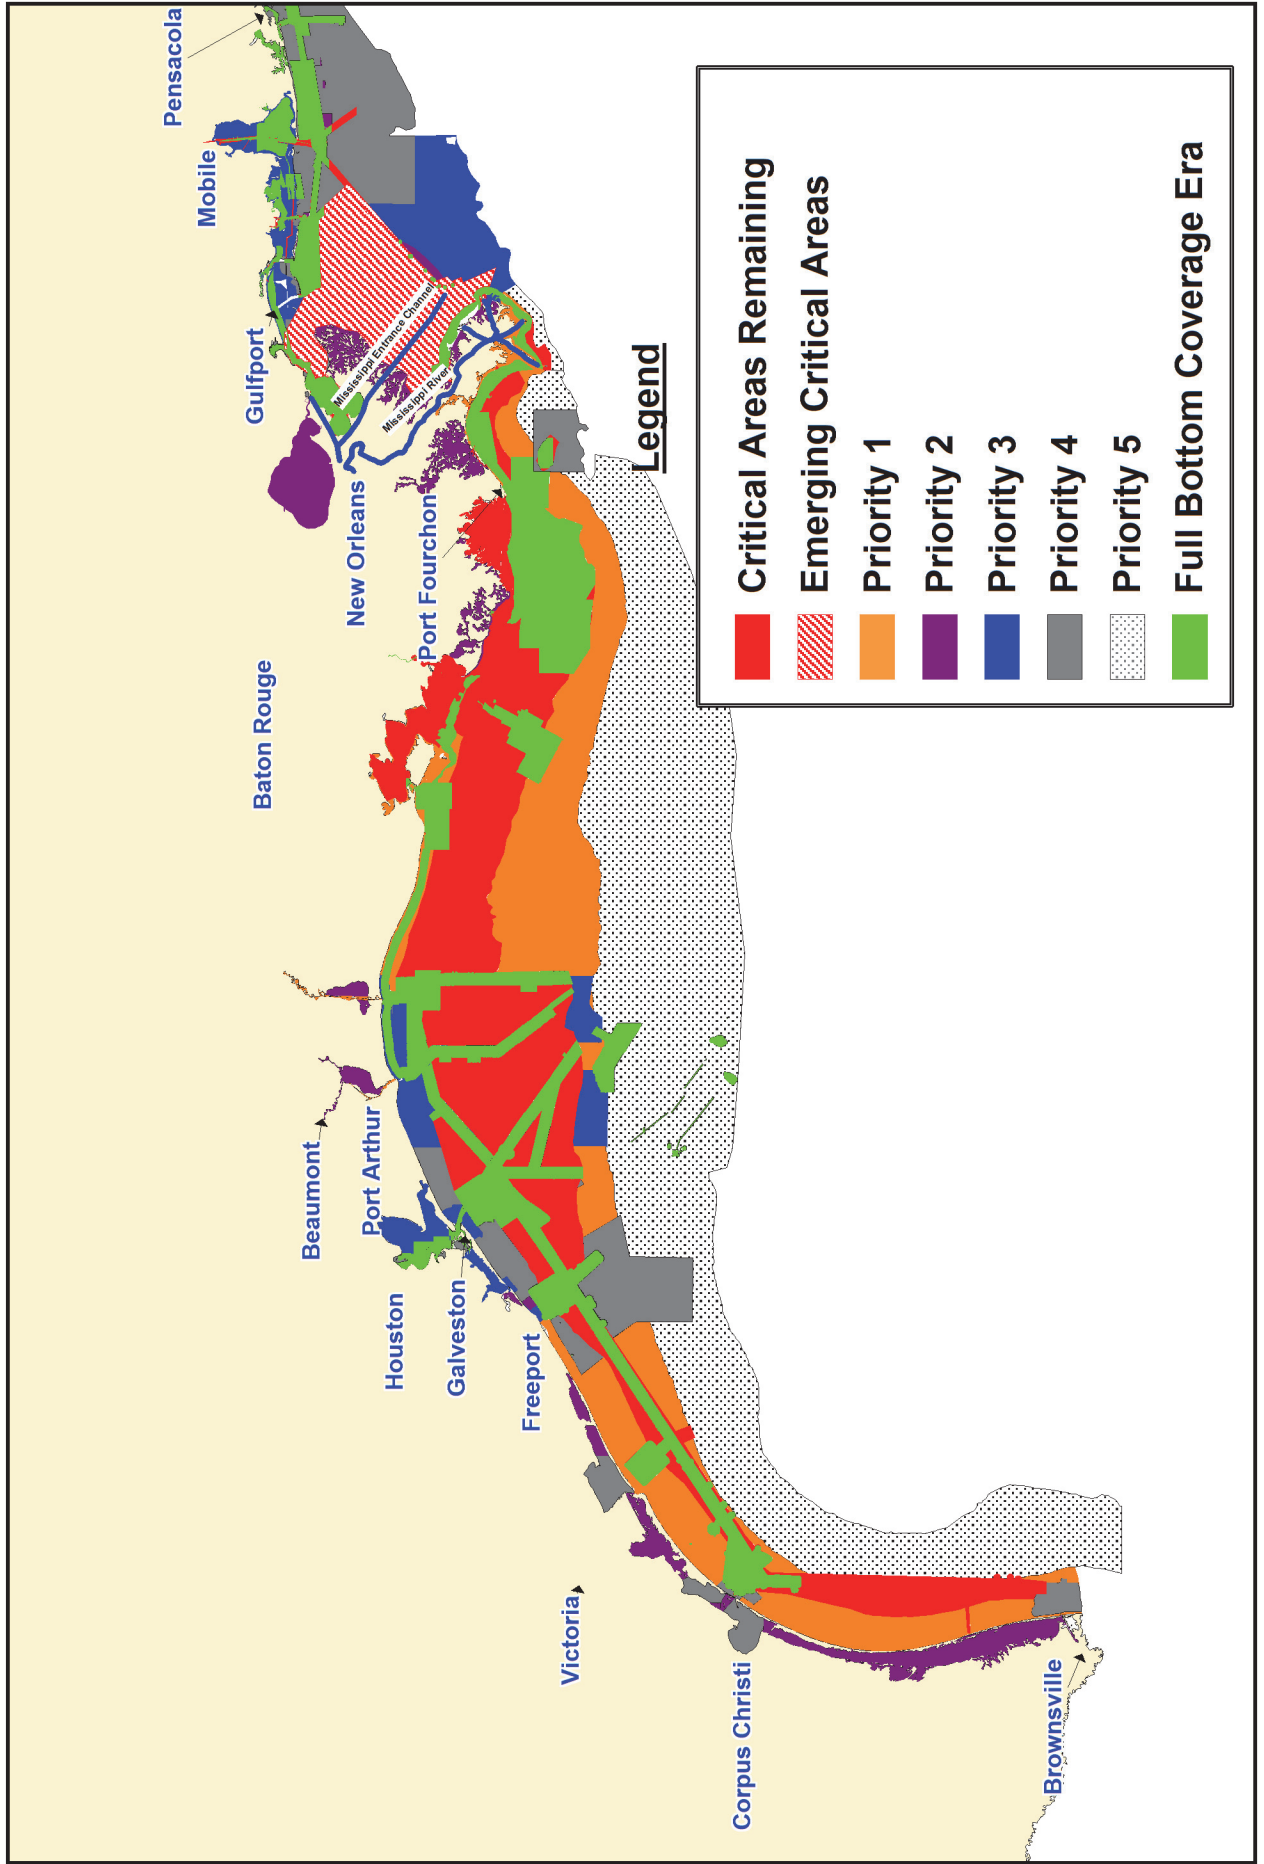 Pensacola
Mobile
Gulfport
Mississippi Entrance Channel
Mississippi River
New Orleans
Port Fourchon
Baton Rouge
Beaumont
Port Arthur
Houston
Galveston
Freeport
Victoria
Corpus Christi
Brownsville
Legend
Critical Areas Remaining
Emerging Critical Areas
Priority 1
Priority 2
Priority 3
Priority 4
Priority 5
Full Bottom Coverage Era